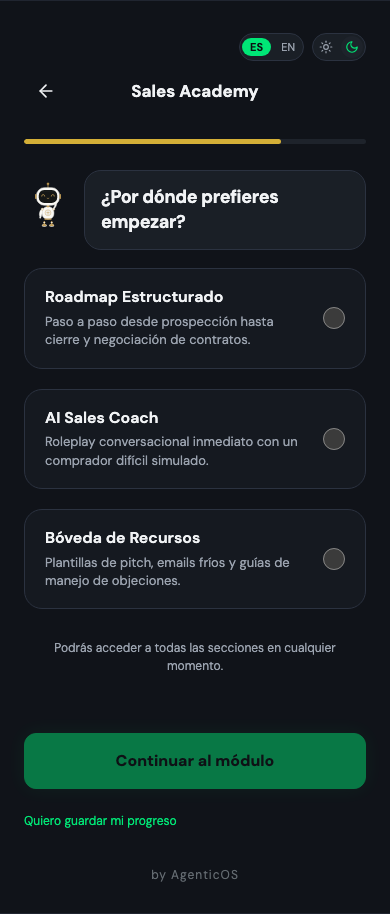 ES EN
Sales Academy
¿Por dónde prefieres
empezar?
Roadmap Estructurado
Paso a paso desde prospección hasta
cierre y negociación de contratos.
AI Sales Coach
Roleplay conversacional inmediato con un
comprador difícil simulado.
Bóveda de Recursos
Plantillas de pitch, emails fríos y guías de
manejo de objeciones.
Podrás acceder a todas las secciones en cualquier
momento.
Continuar al módulo
Quiero guardar mi progreso
by AgenticOS